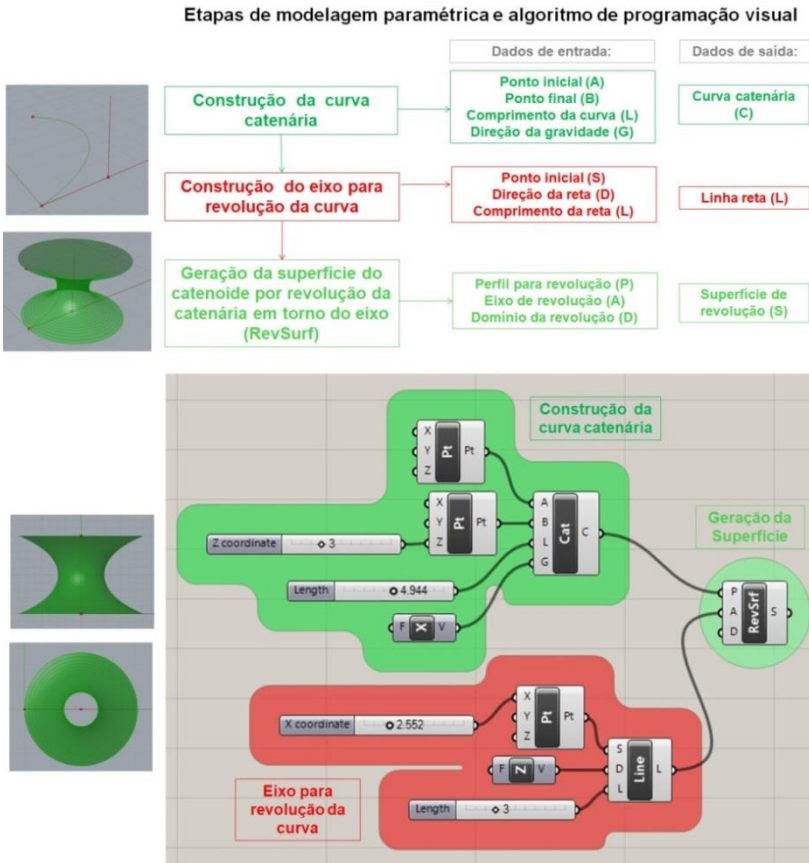 Etapas de modelagem paramétrica e algoritmo de programação visual
Dados de entrada:
Dados de saída:
Construção da curva
catenária
Ponto inicial (A)
Ponto final (B)
Comprimento da curva (L)
Direção da gravidade (G)
Curva catenária
(C)
Construção do eixo para
revolução da curva
Ponto inicial (S)
Direção da reta (D)
Comprimento da reta (L)
Linha reta (L)
Geração da superfície do
catenoide por revolução da
catenária em torno do eixo
(RevSurf)
Perfil para revolução (P)
Eixo de revolução (A)
Domínio da revolução (D)
Superfície de
revolução (S)
Construção da
curva catenária
X
Y
Z
Pt
Pt
X
Y
Z
Pt
Pt
Z coordinate
3
A
B
L
G
Cat
C
Length
4.944
F
X
V
Geração da
Superfície
P
A
D
RevSrf
S
X coordinate
2.552
X
Y
Z
Pt
Pt
F
Z
V
S
D
L
Line
L
Length
3
Eixo para
revolução da
curva